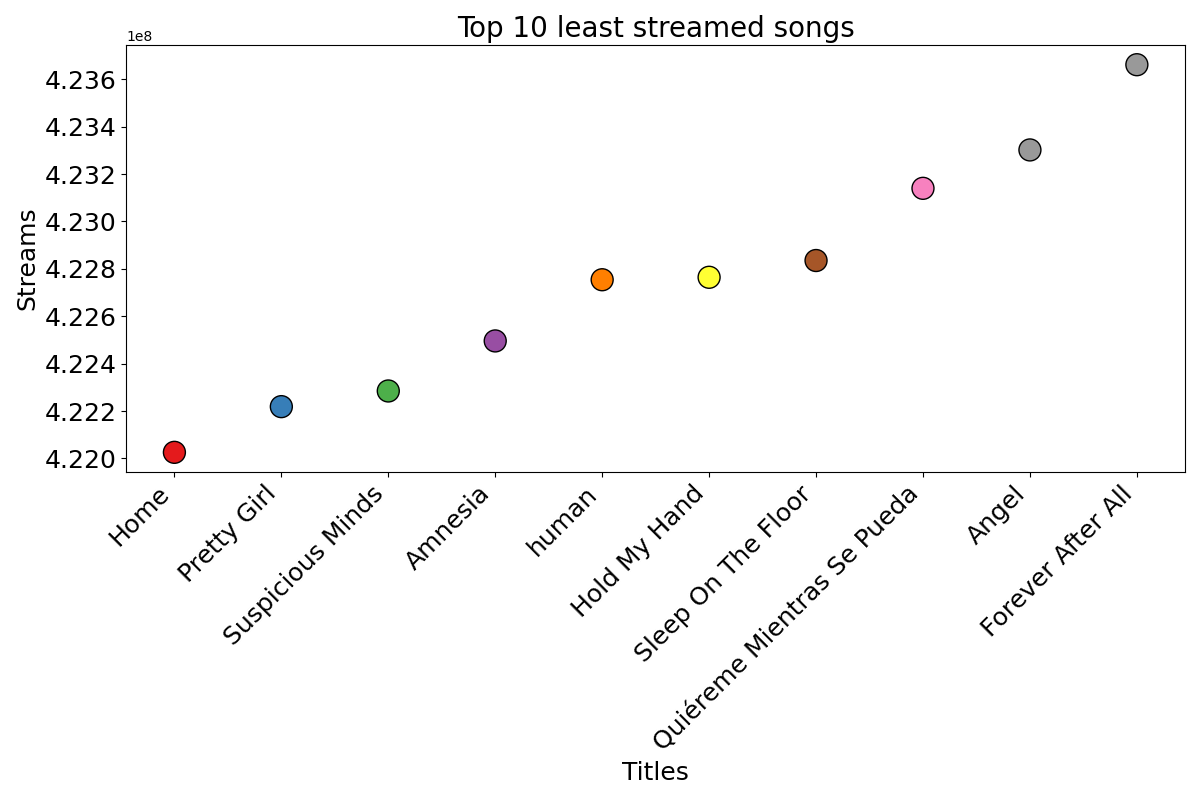 Top 10 least streamed songs
1e8
4.236
4.234
4.232
4.230
4.228
4.226
4.224
4.222
4.220
Streams
Home
Pretty Girl
Suspicious Minds
Amnesia
human
Hold My Hand
Sleep On The Floor
Quiéreme Mientras Se Pueda
Angel
Forever After All
Titles